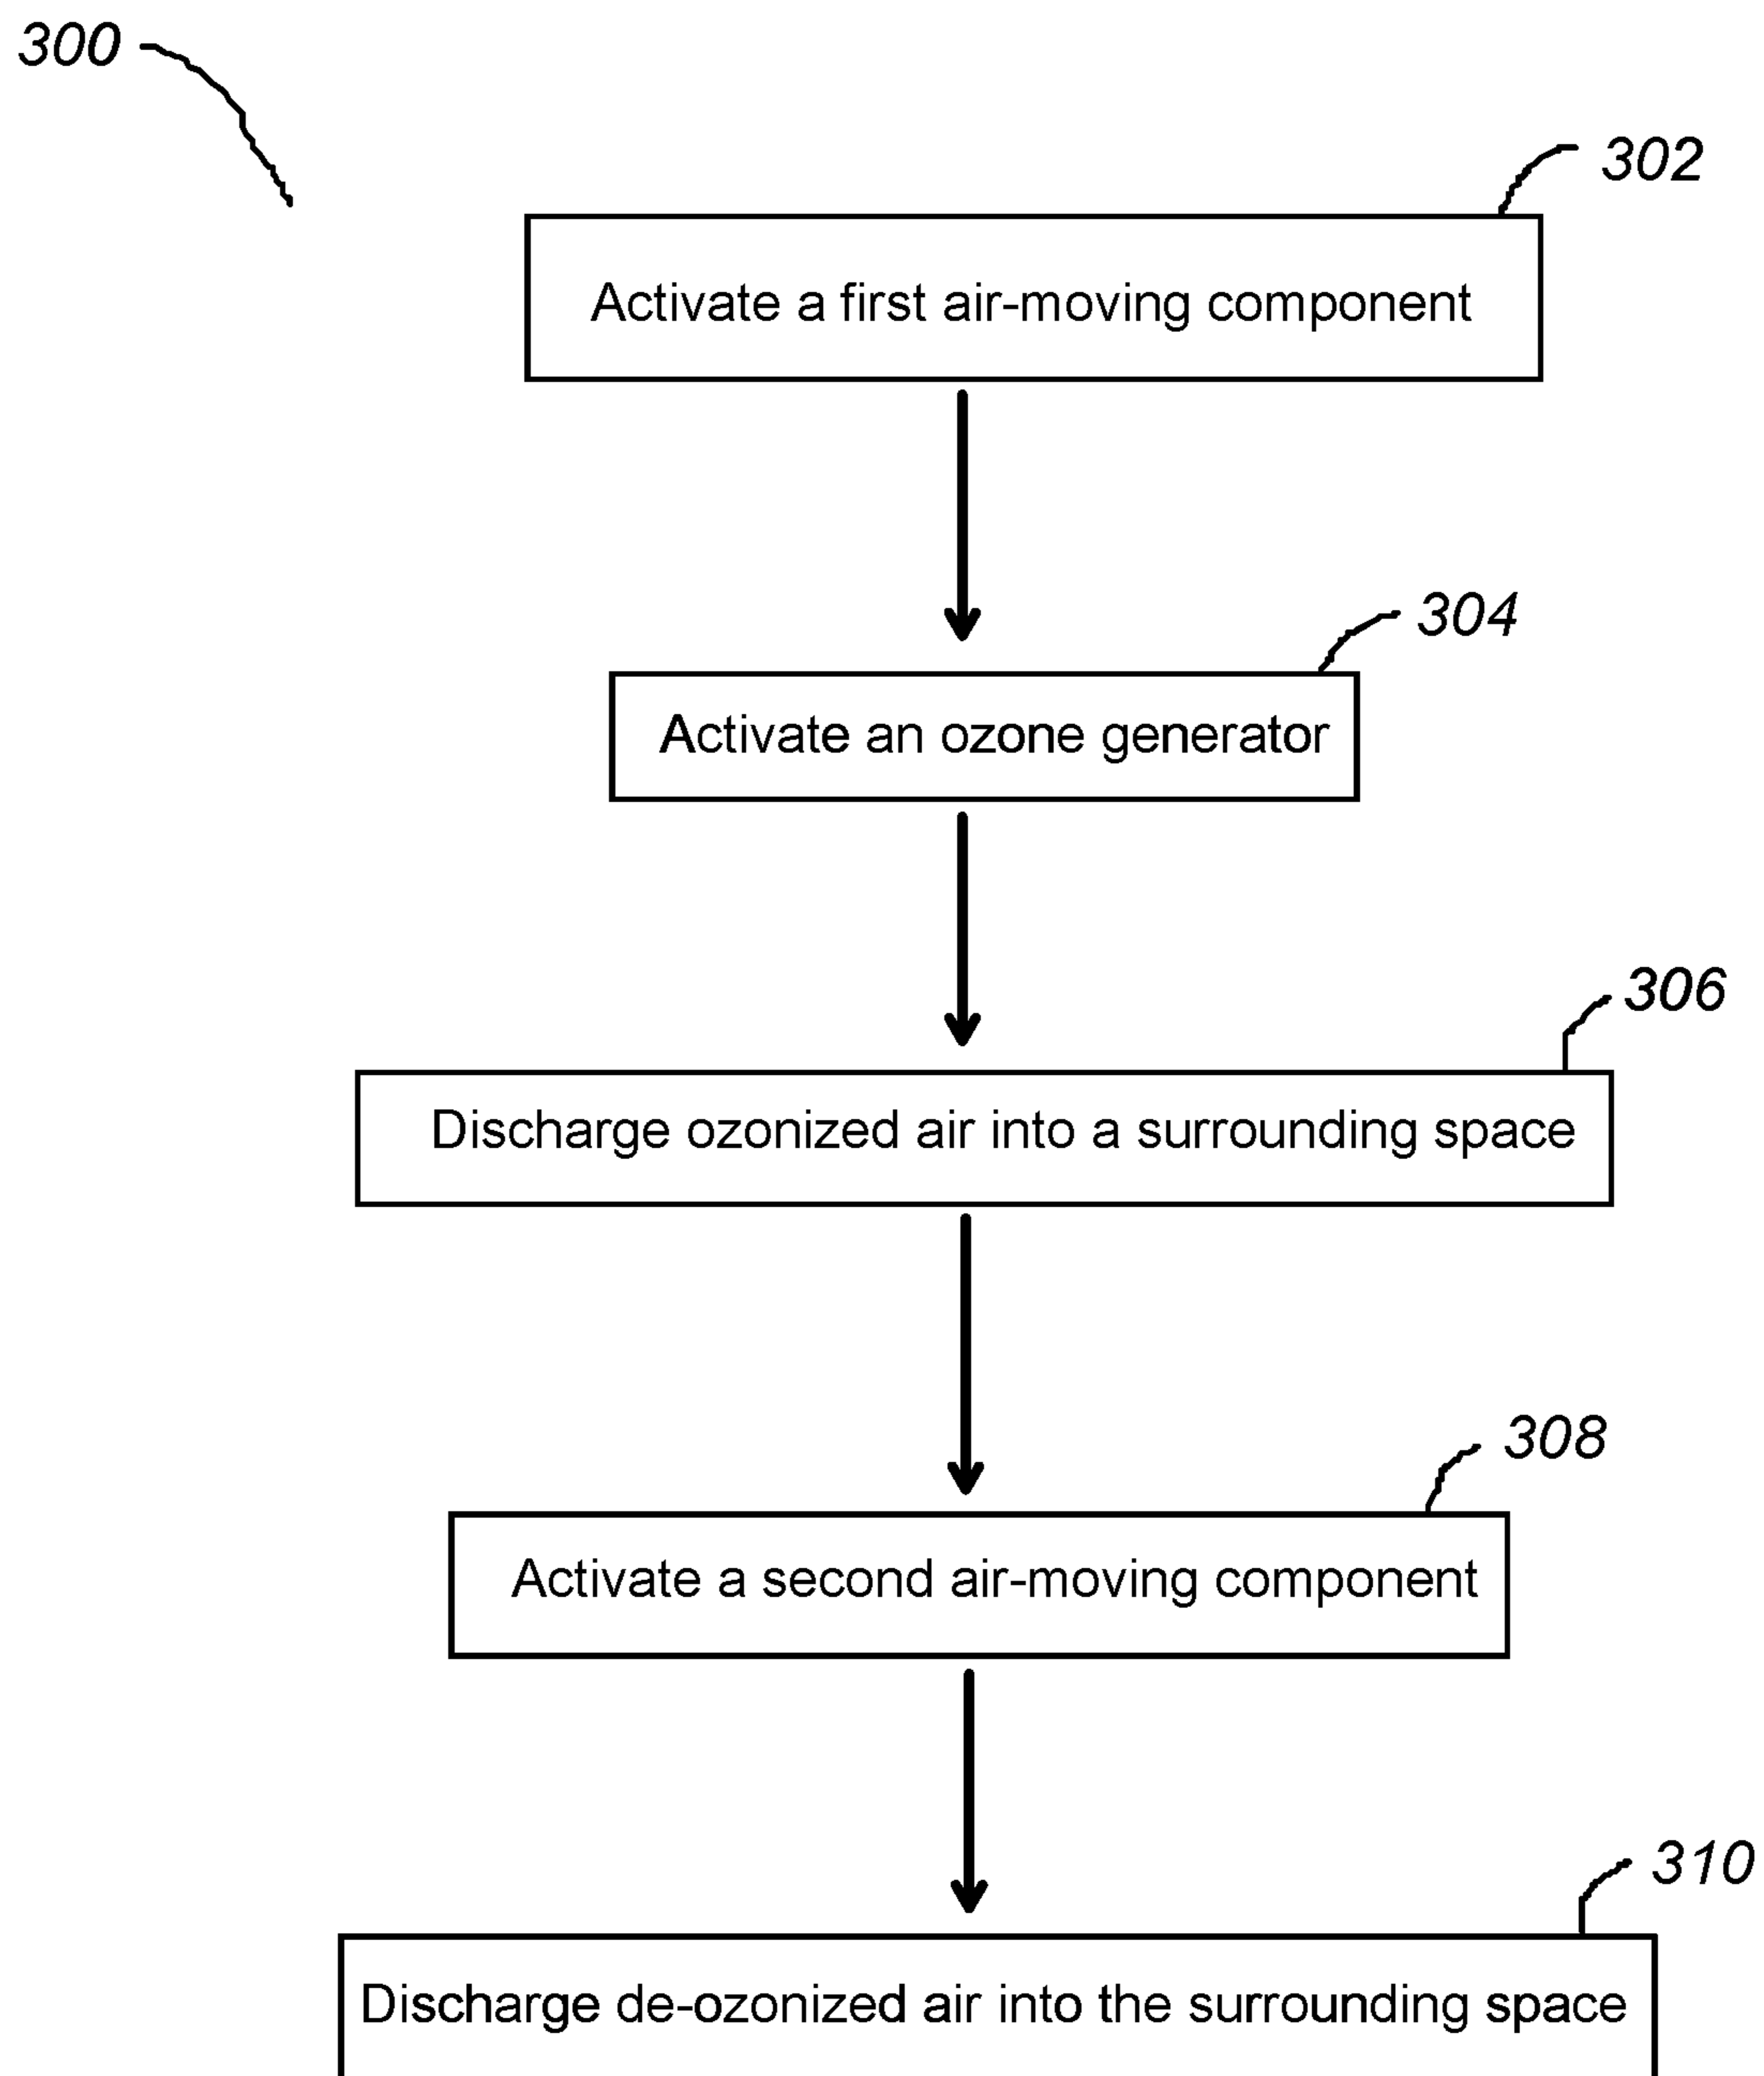 300
302
Activate a first air-moving component
304
Activate an ozone generator
306
Discharge ozonized air into a surrounding space
308
Activate a second air-moving component
310
Discharge de-ozonized air into the surrounding space